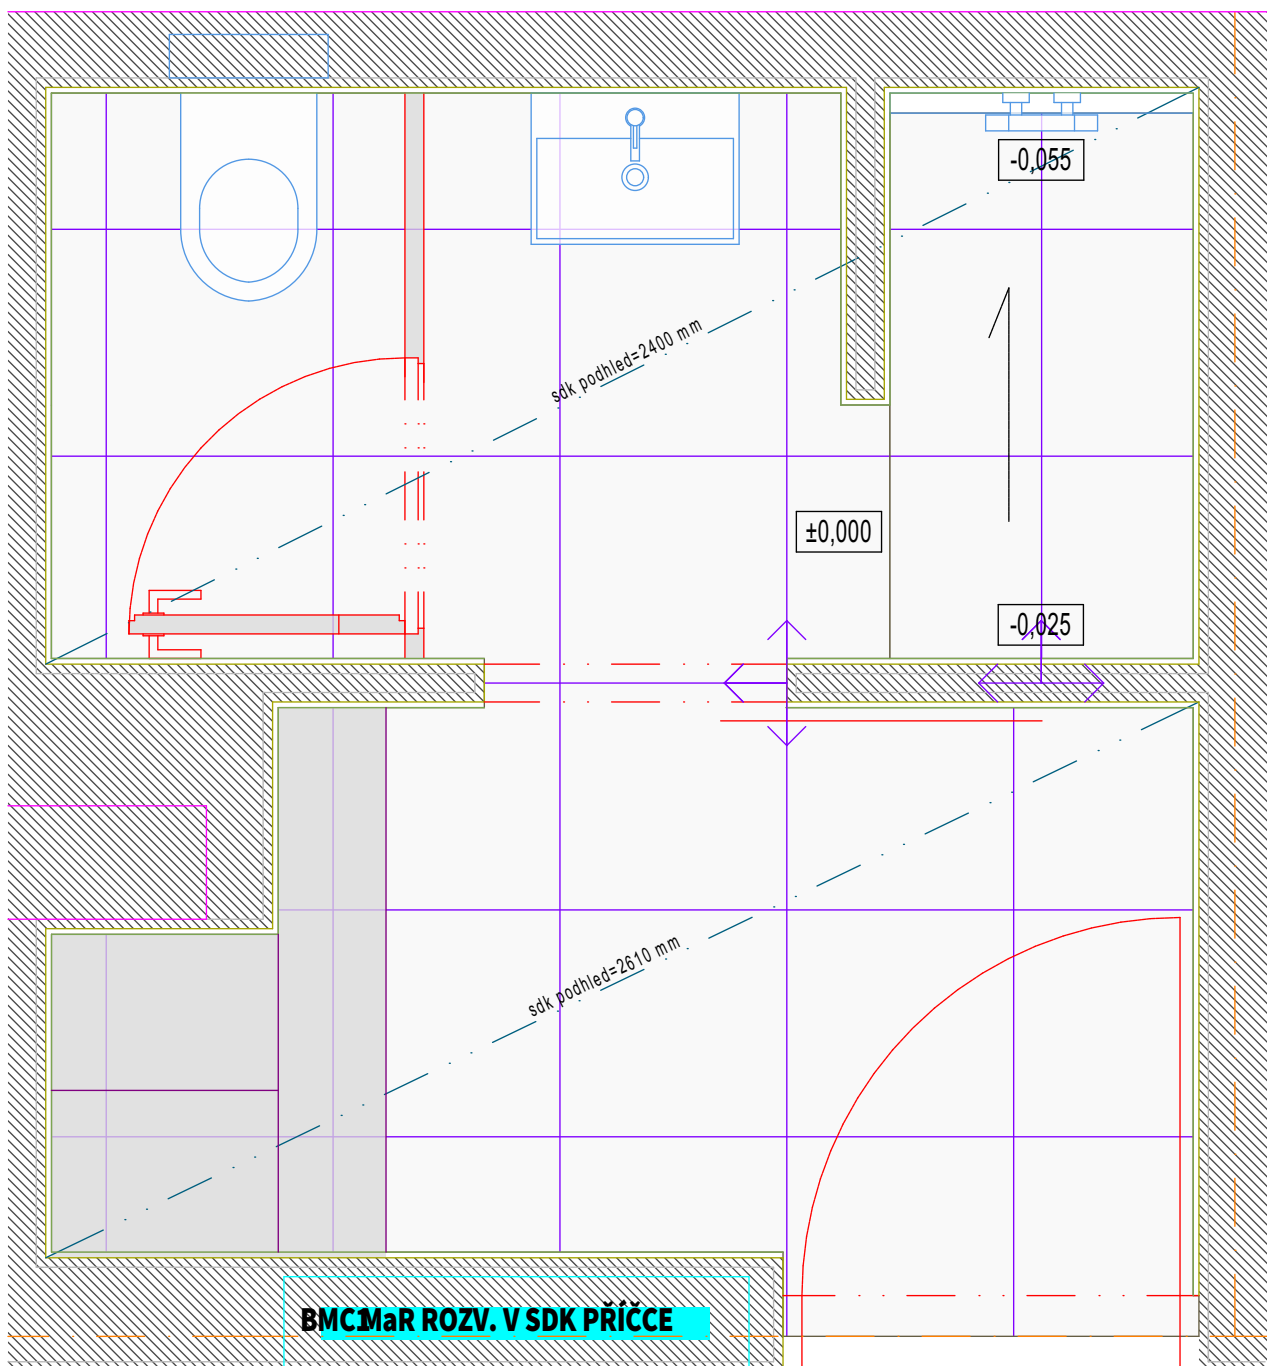 -0,055
sdk podhled=2400 mm
±0,000
-0,025
sdk podhled=2610 mm
BMC1MaR ROZV. V SDK PŘÍČCE